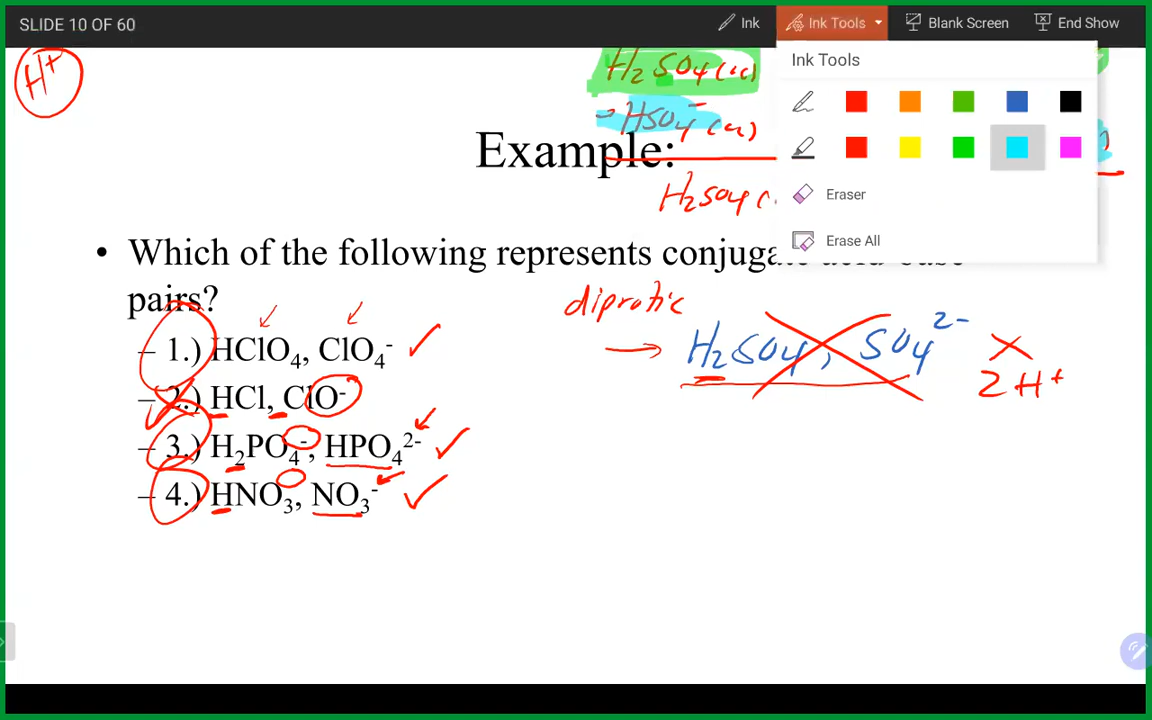 SLIDE 10 OF 60
Ink
Ink Tools
Blank Screen
End Show
Ink Tools
Eraser
Erase All
H+
H2SO4
HSO4-
Example:
H2SO4
• Which of the following represents conjugate acid-base
pairs?
diprotic
– 1.) HClO4, ClO4-
– 2.) HCl, ClO-
– 3.) H2PO4-, HPO42-
– 4.) HNO3, NO3-
→ H2SO4, SO42-
2H+